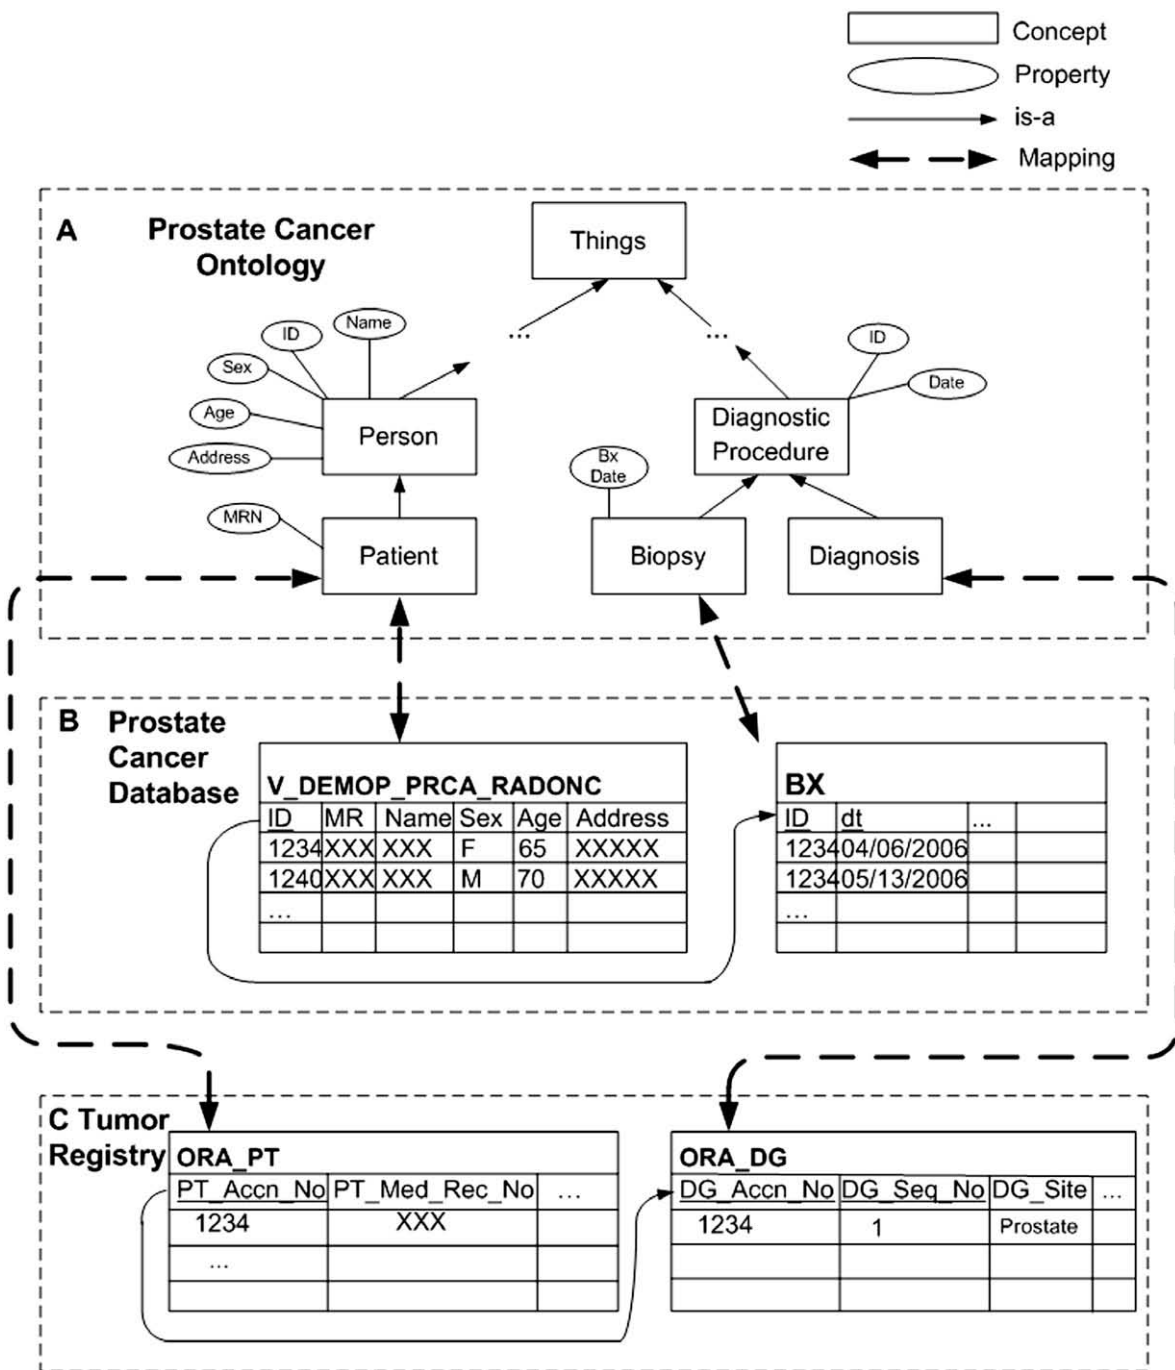 Concept
Property
is-a
Mapping
A Prostate Cancer
Ontology
Things
...
...
ID
Name
Sex
Age
Address
Person
MRN
Patient
ID
Date
Diagnostic
Procedure
Bx
Date
Biopsy
Diagnosis
B Prostate
Cancer
Database
V_DEMOP_PRCA_RADONC
ID MR Name Sex Age Address
1234 XXX XXX F 65 XXXXX
1240 XXX XXX M 70 XXXXX
...
BX
ID dt ...
1234 04/06/2006
1234 05/13/2006
...
C Tumor
Registry
ORA_PT
PT_Accn_No PT_Med_Rec_No ...
1234 XXX
...
ORA_DG
DG_Accn_No DG_Seq_No DG_Site ...
1234 1 Prostate